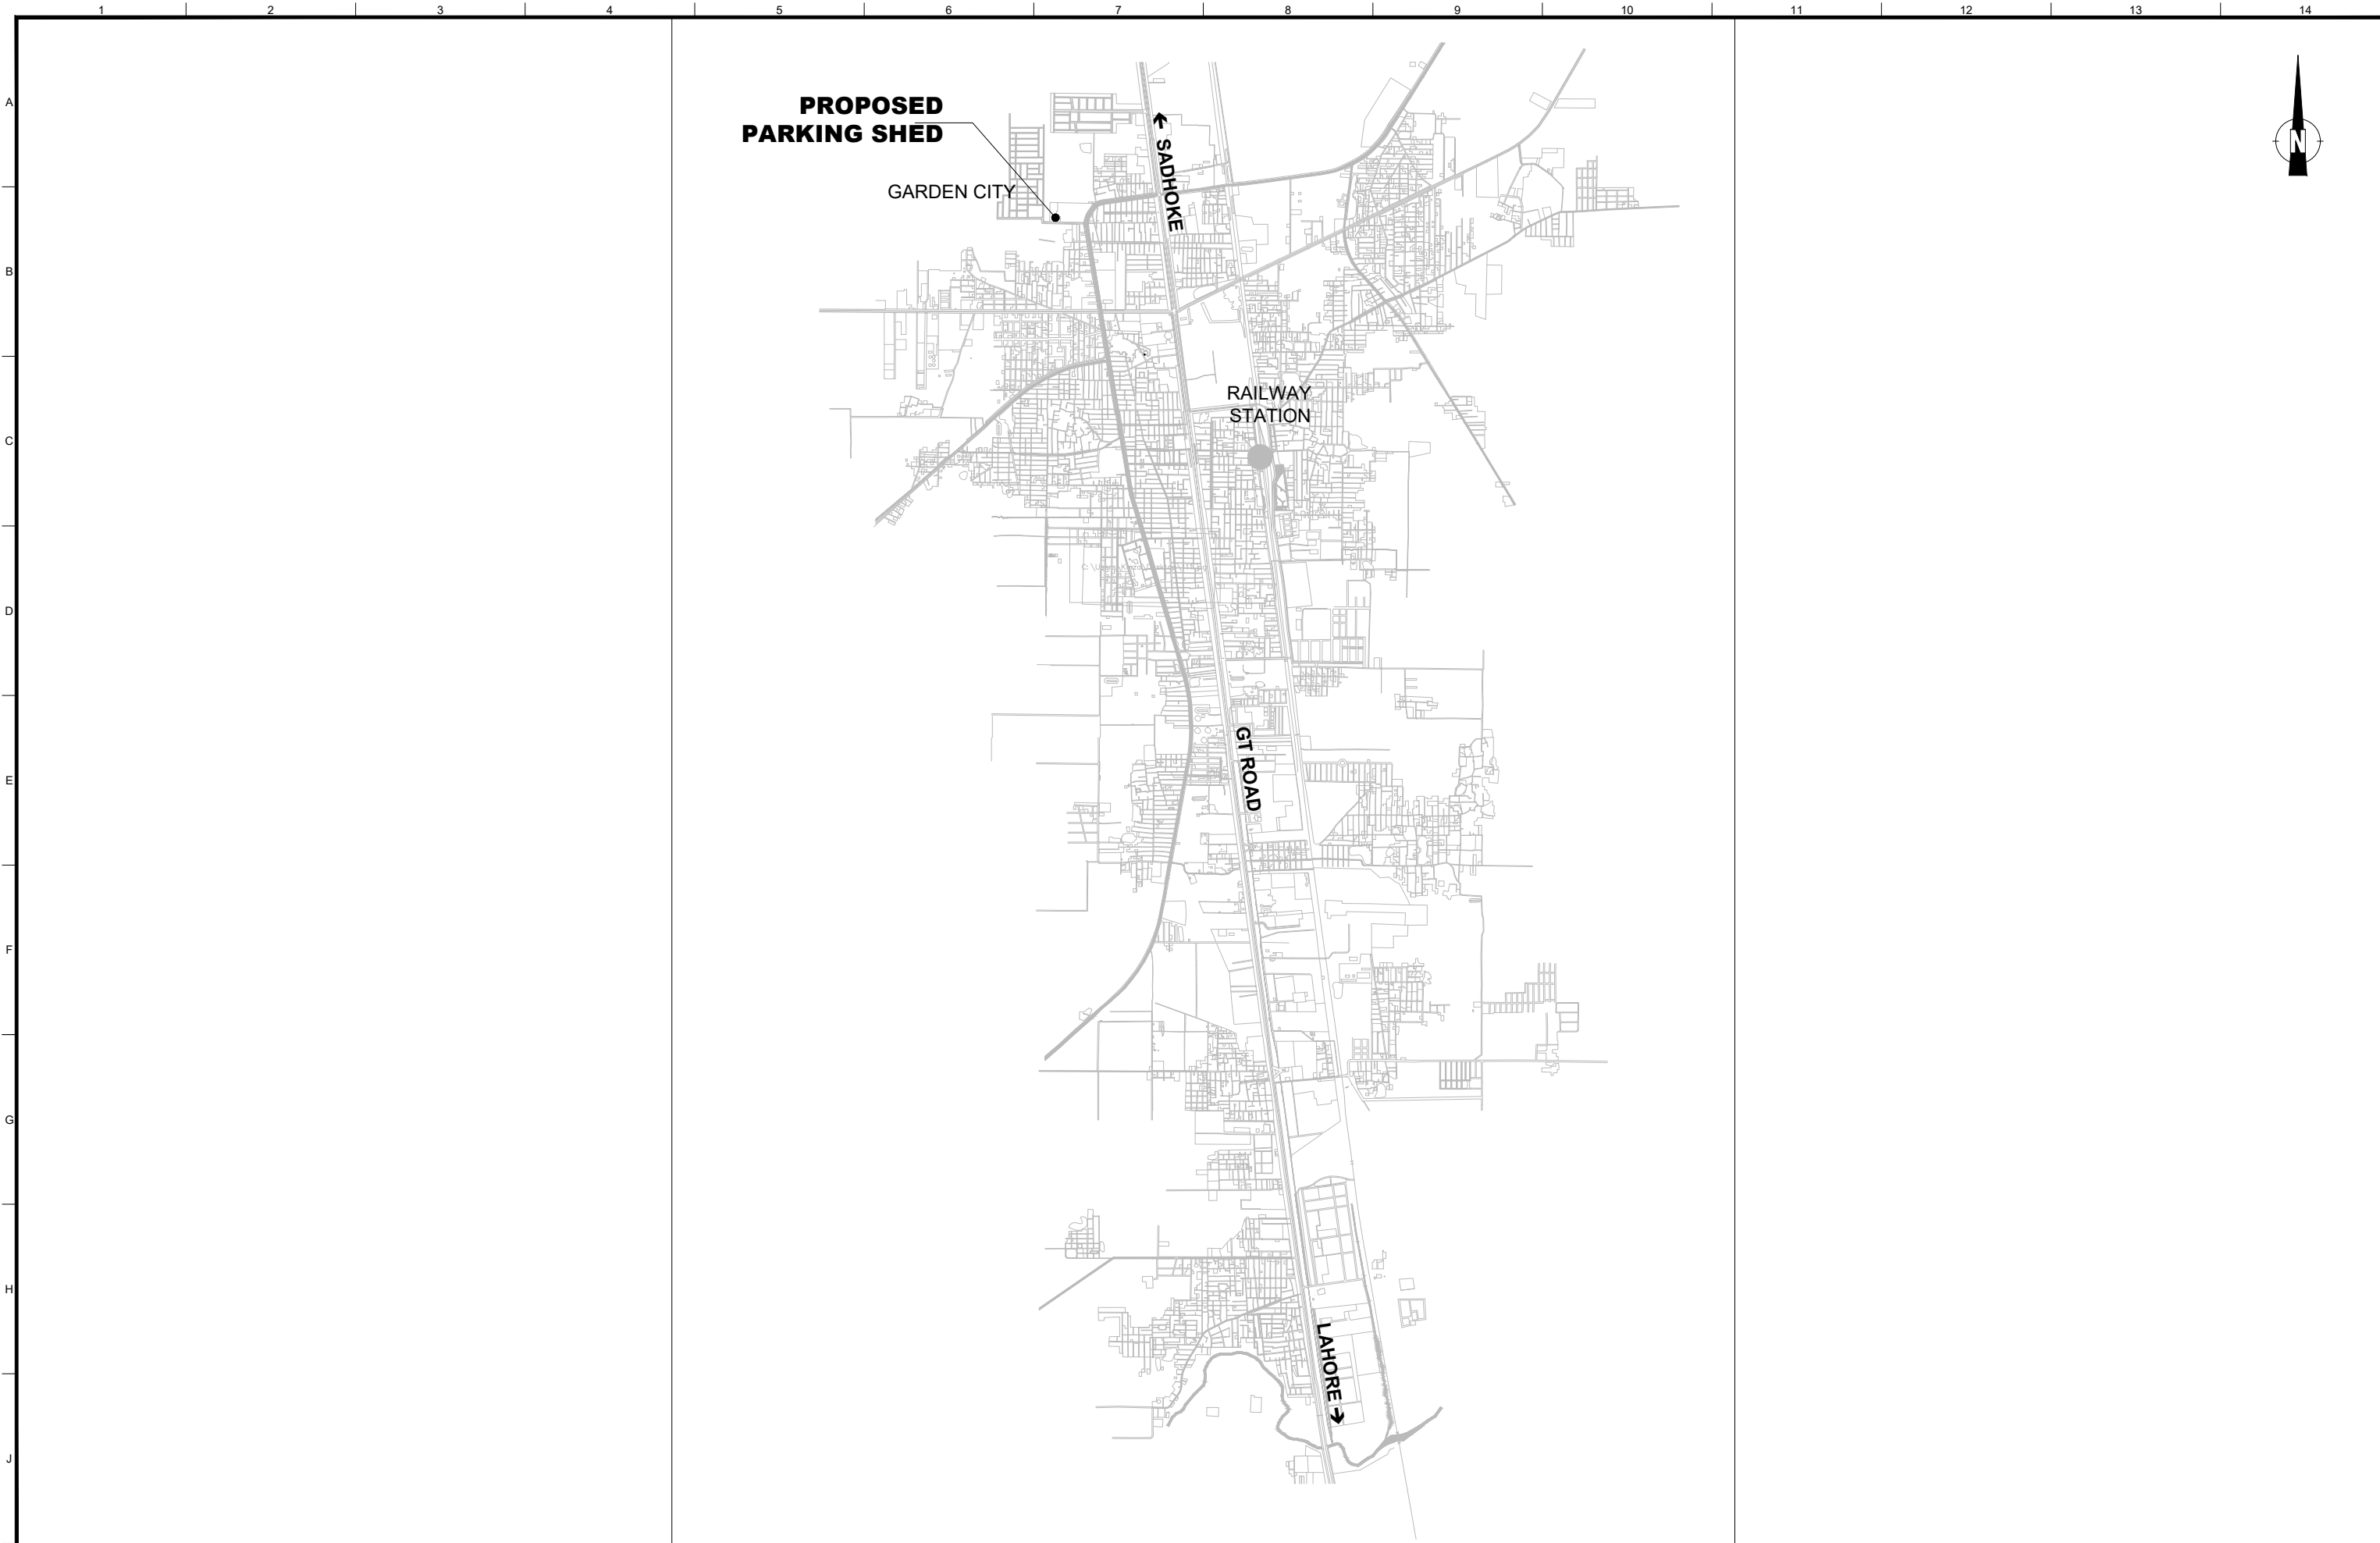 1 2 3 4 5 6 7 8 9 10 11 12 13 14
A
PROPOSED
PARKING SHED
SADHOKE
N
GARDEN CITY
B
RAILWAY
STATION
C
D
GT ROAD
E
F
G
H
LAHORE
J